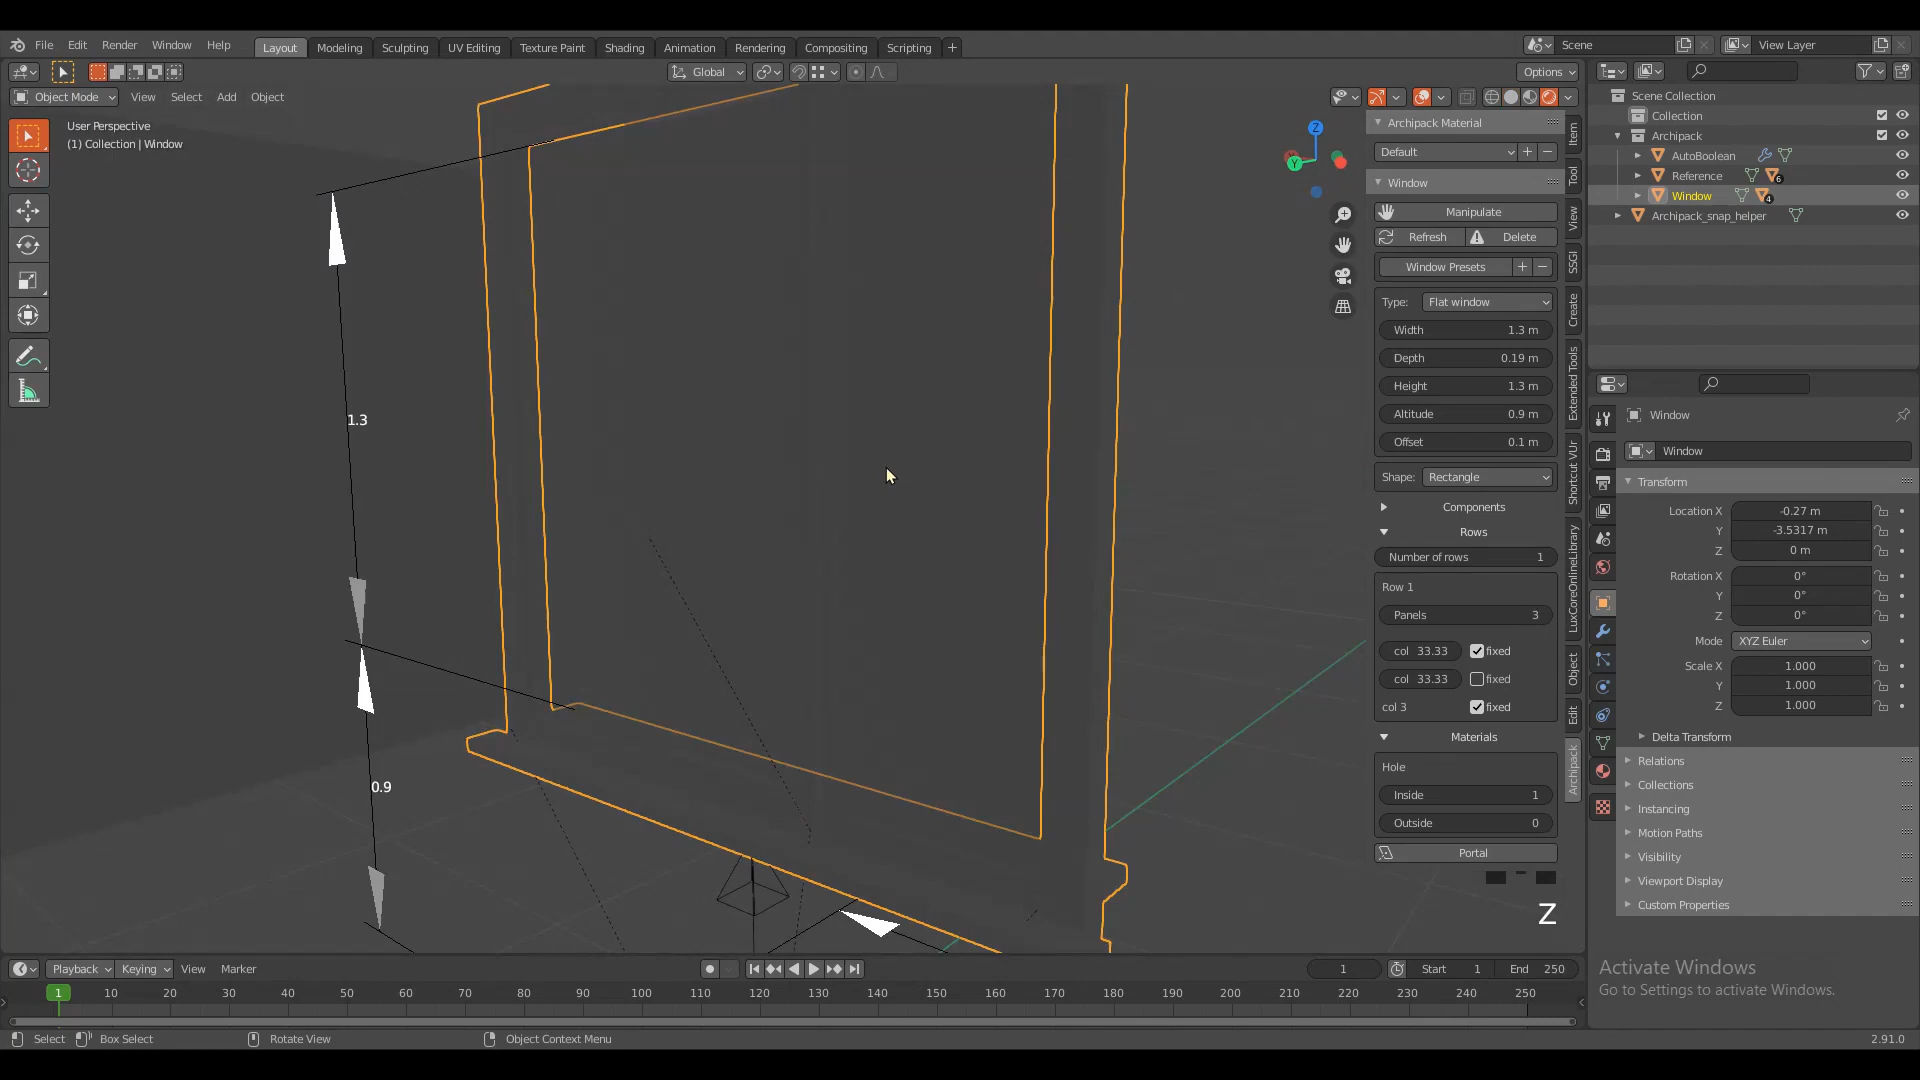 File Edit Render Window Help Layout Modeling Sculpting UV Editing Texture Paint Shading Animation Rendering Compositing Scripting + Scene View Layer
Global Options
Object Mode View Select Add Object
User Perspective
(1) Collection | Window
Z
Y
1.3
0.9
Archipack Material
Default + −
Window
Manipulate
Refresh Delete
Window Presets + −
Type: Flat window
Width 1.3 m
Depth 0.19 m
Height 1.3 m
Altitude 0.9 m
Offset 0.1 m
Shape: Rectangle
Components
Rows
Number of rows 1
Row 1
Panels 3
col 33.33 fixed
col 33.33 fixed
col 3 fixed
Materials
Hole
Inside 1
Outside 0
Portal
Z
Item
Tool
View
SSGI
Create
Extended Tools
Shortcut VUr
LuxCoreOnlineLibrary
Object
Edit
Archipack
Scene Collection
Collection
Archipack
AutoBoolean
Reference 6
Window 4
Archipack_snap_helper
Window
Window
Transform
Location X -0.27 m
Y -3.5317 m
Z 0 m
Rotation X 0°
Y 0°
Z 0°
Mode XYZ Euler
Scale X 1.000
Y 1.000
Z 1.000
Delta Transform
Relations
Collections
Instancing
Motion Paths
Visibility
Viewport Display
Custom Properties
Activate Windows
Go to Settings to activate Windows.
Playback Keying View Marker 1 Start 1 End 250
1 10 20 30 40 50 60 70 80 90 100 110 120 130 140 150 160 170 180 190 200 210 220 230 240 250
Select Box Select Rotate View Object Context Menu 2.91.0